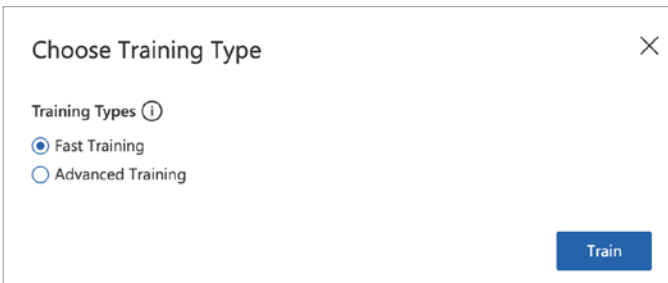 Choose Training Type
Training Types
Fast Training
Advanced Training
Train